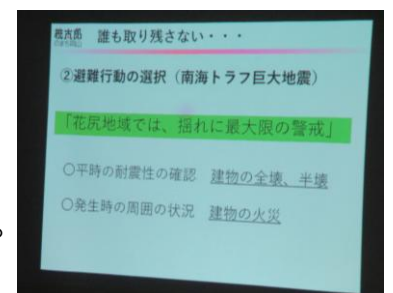 誰も取り残さない・・・
②避難行動の選択（南海トラフ巨大地震）
「花尻地域では、揺れに最大限の警戒」
○平時の耐震性の確認　建物の全壊、半壊
○発生時の周囲の状況　建物の火災